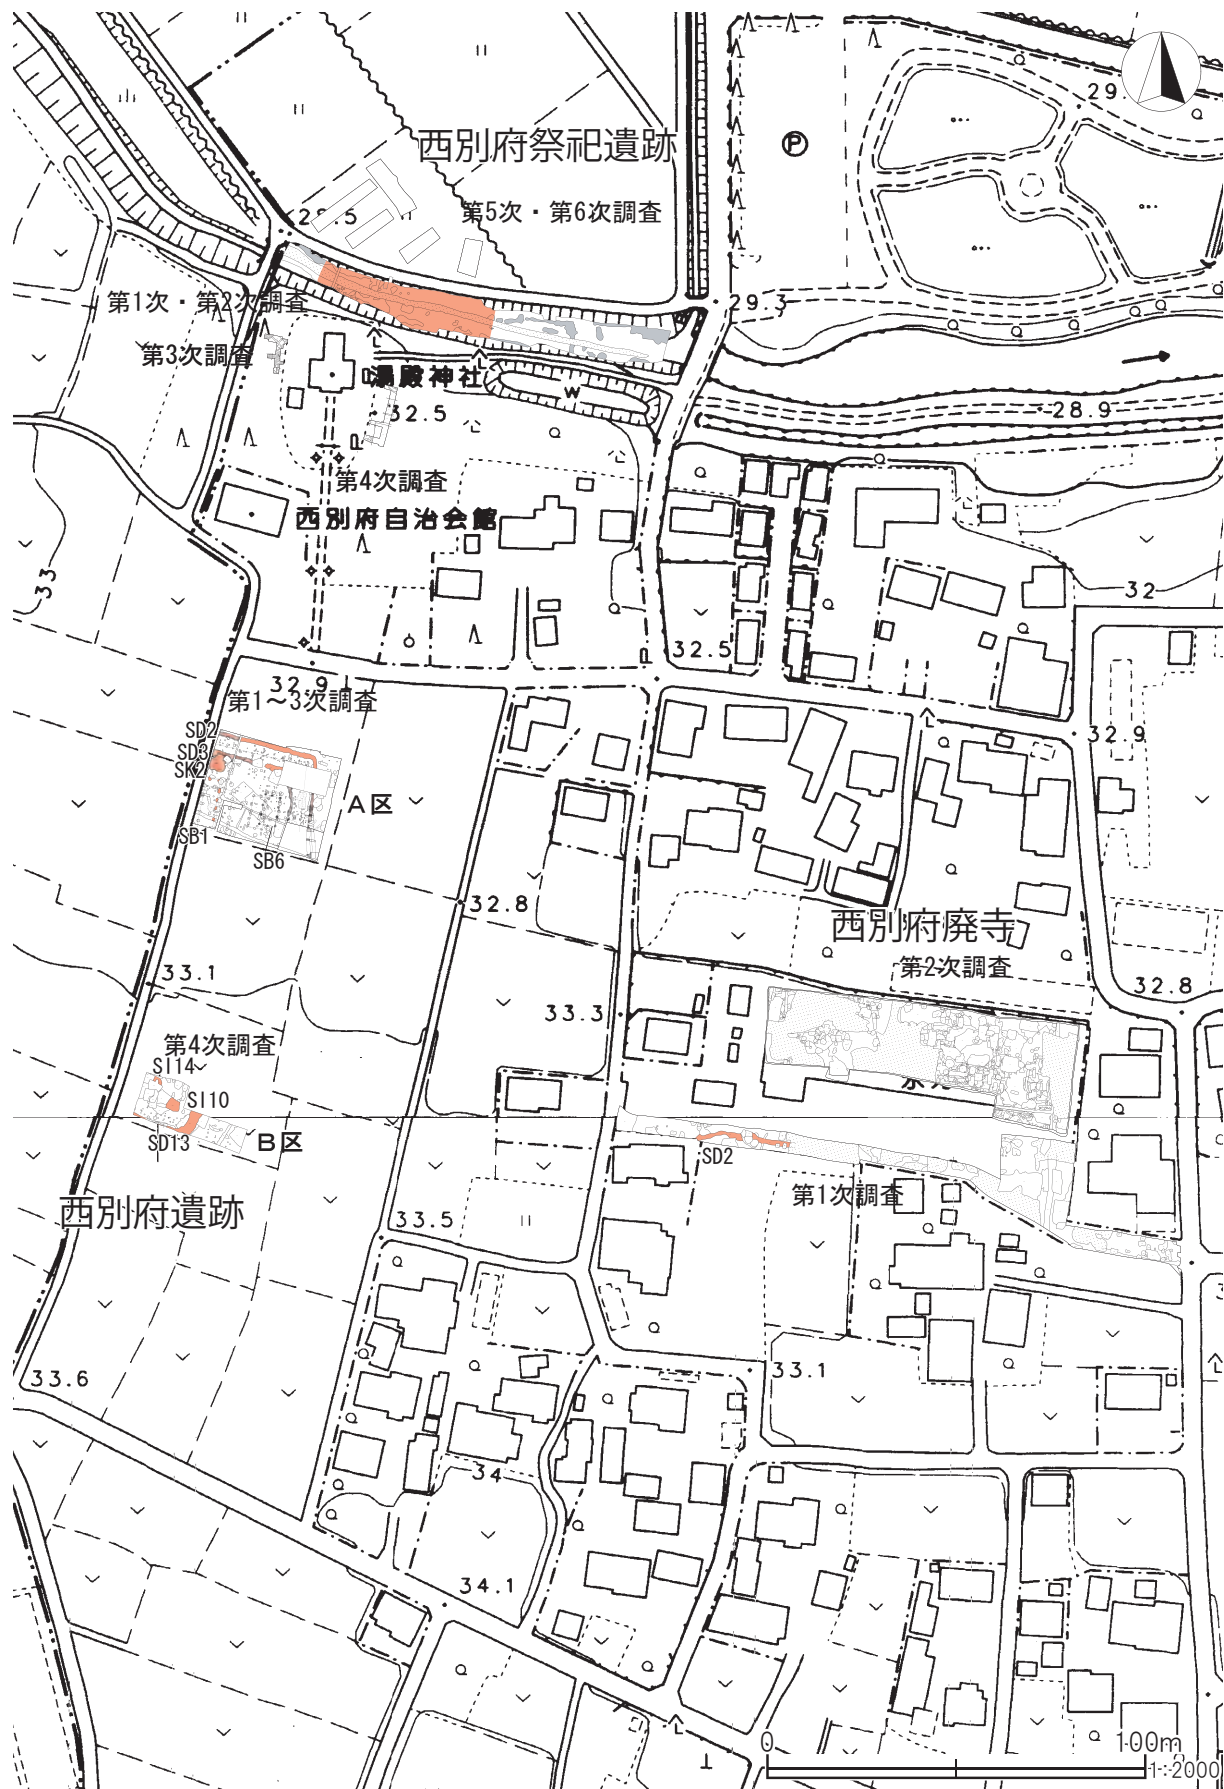 西別府祭祀遺跡
第5次・第6次調査
第1次・第2次調査
第3次調査
湯殿神社
第4次調査
西別府自治会館
29.5
29.3
32.5
28.9
33
32
32.5
32.9
第1～3次調査
SD2
SD3
SK2
A区
SB1
SB6
32.9
32.8
西別府廃寺
第2次調査
33.1
33.3
32.8
第4次調査
SI14
SI10
SD13
B区
SD2
第1次調査
西別府遺跡
33.5
33.6
33.1
34
34.1
P
W
0
100m
1:2000